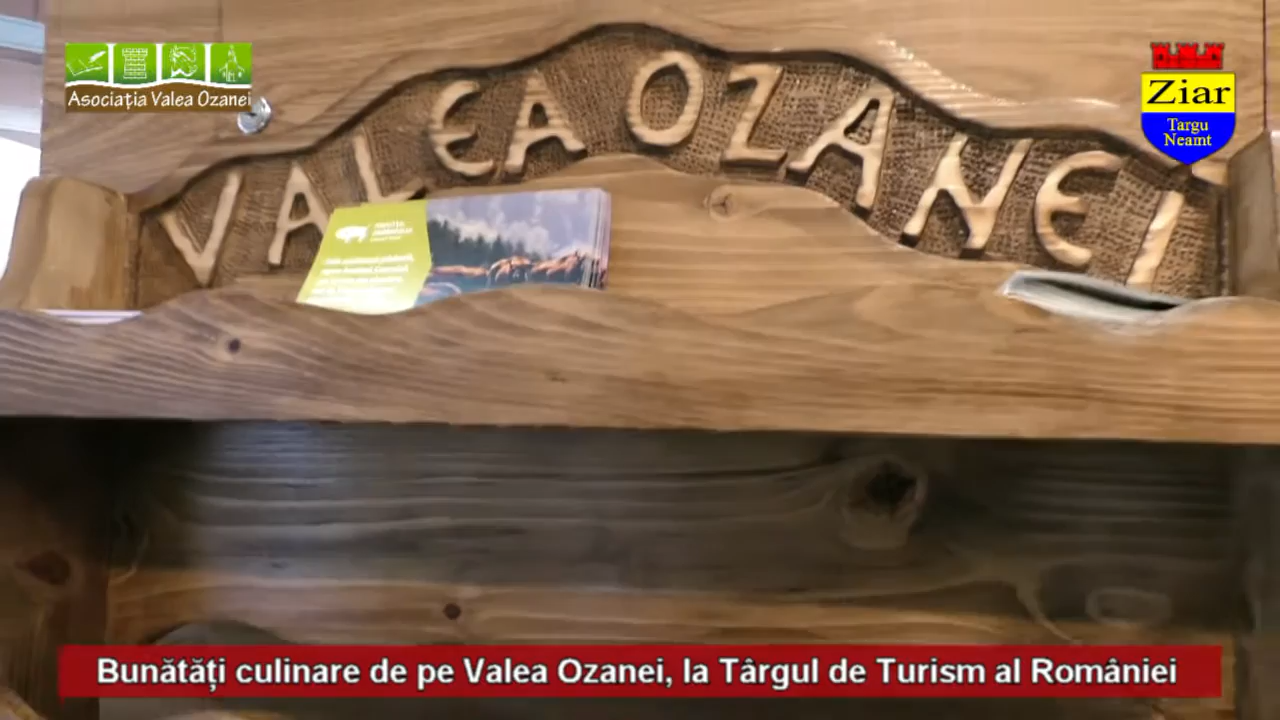 Asociația Valea Ozanei
Ziar
Targu
Neamt
VALEA OZANEI
Bunătăți culinare de pe Valea Ozanei, la Târgul de Turism al României